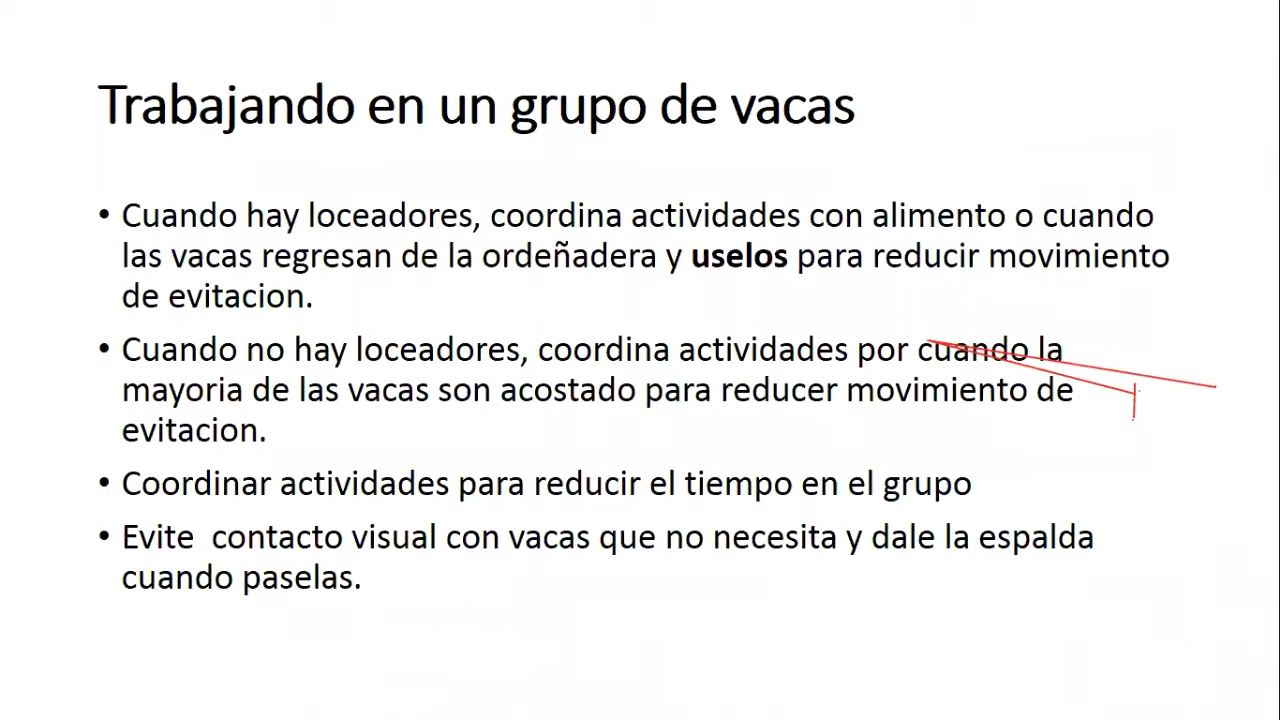 Trabajando en un grupo de vacas
• Cuando hay loceadores, coordina actividades con alimento o cuando
las vacas regresan de la ordeñadera y uselos para reducir movimiento
de evitacion.
• Cuando no hay loceadores, coordina actividades por cuando la
mayoria de las vacas son acostado para reducer movimiento de
evitacion.
• Coordinar actividades para reducir el tiempo en el grupo
• Evite  contacto visual con vacas que no necesita y dale la espalda
cuando paselas.